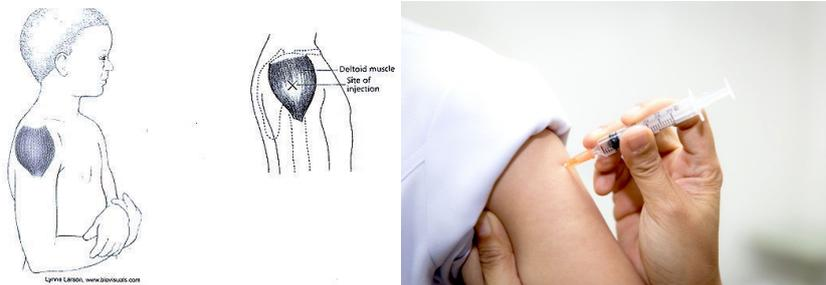 Deltoid muscle
Site of
injection
Lynne Larson, www.biovisuals.com